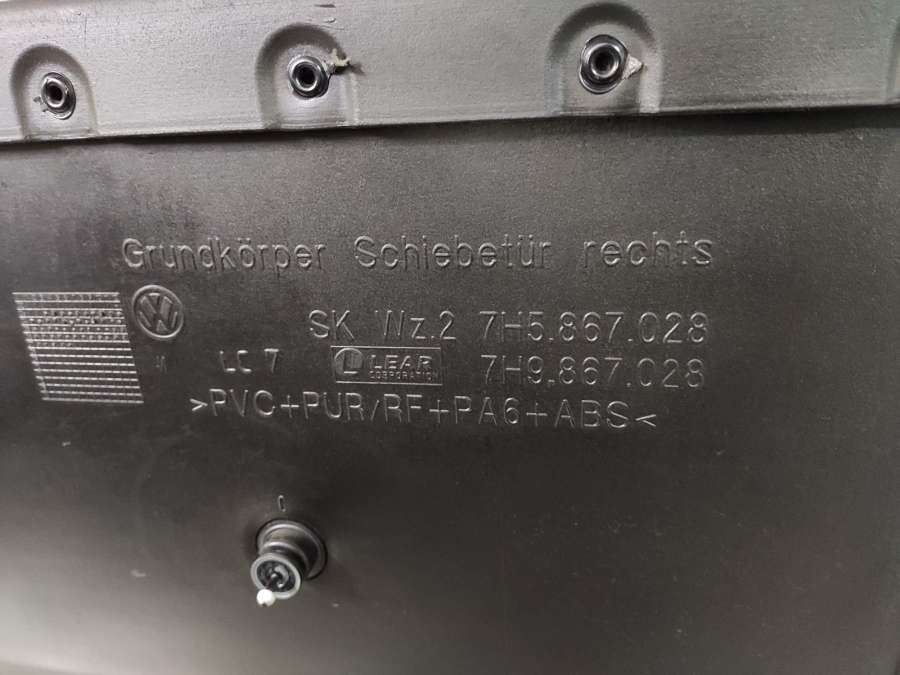 Grundkörper Schiebetür rechts
SK Wz.2 7H5.867.028
LC 7 LEAR CORPORATION 7H9.867.028
>PVC+PUR/RF+PA6+ABS<